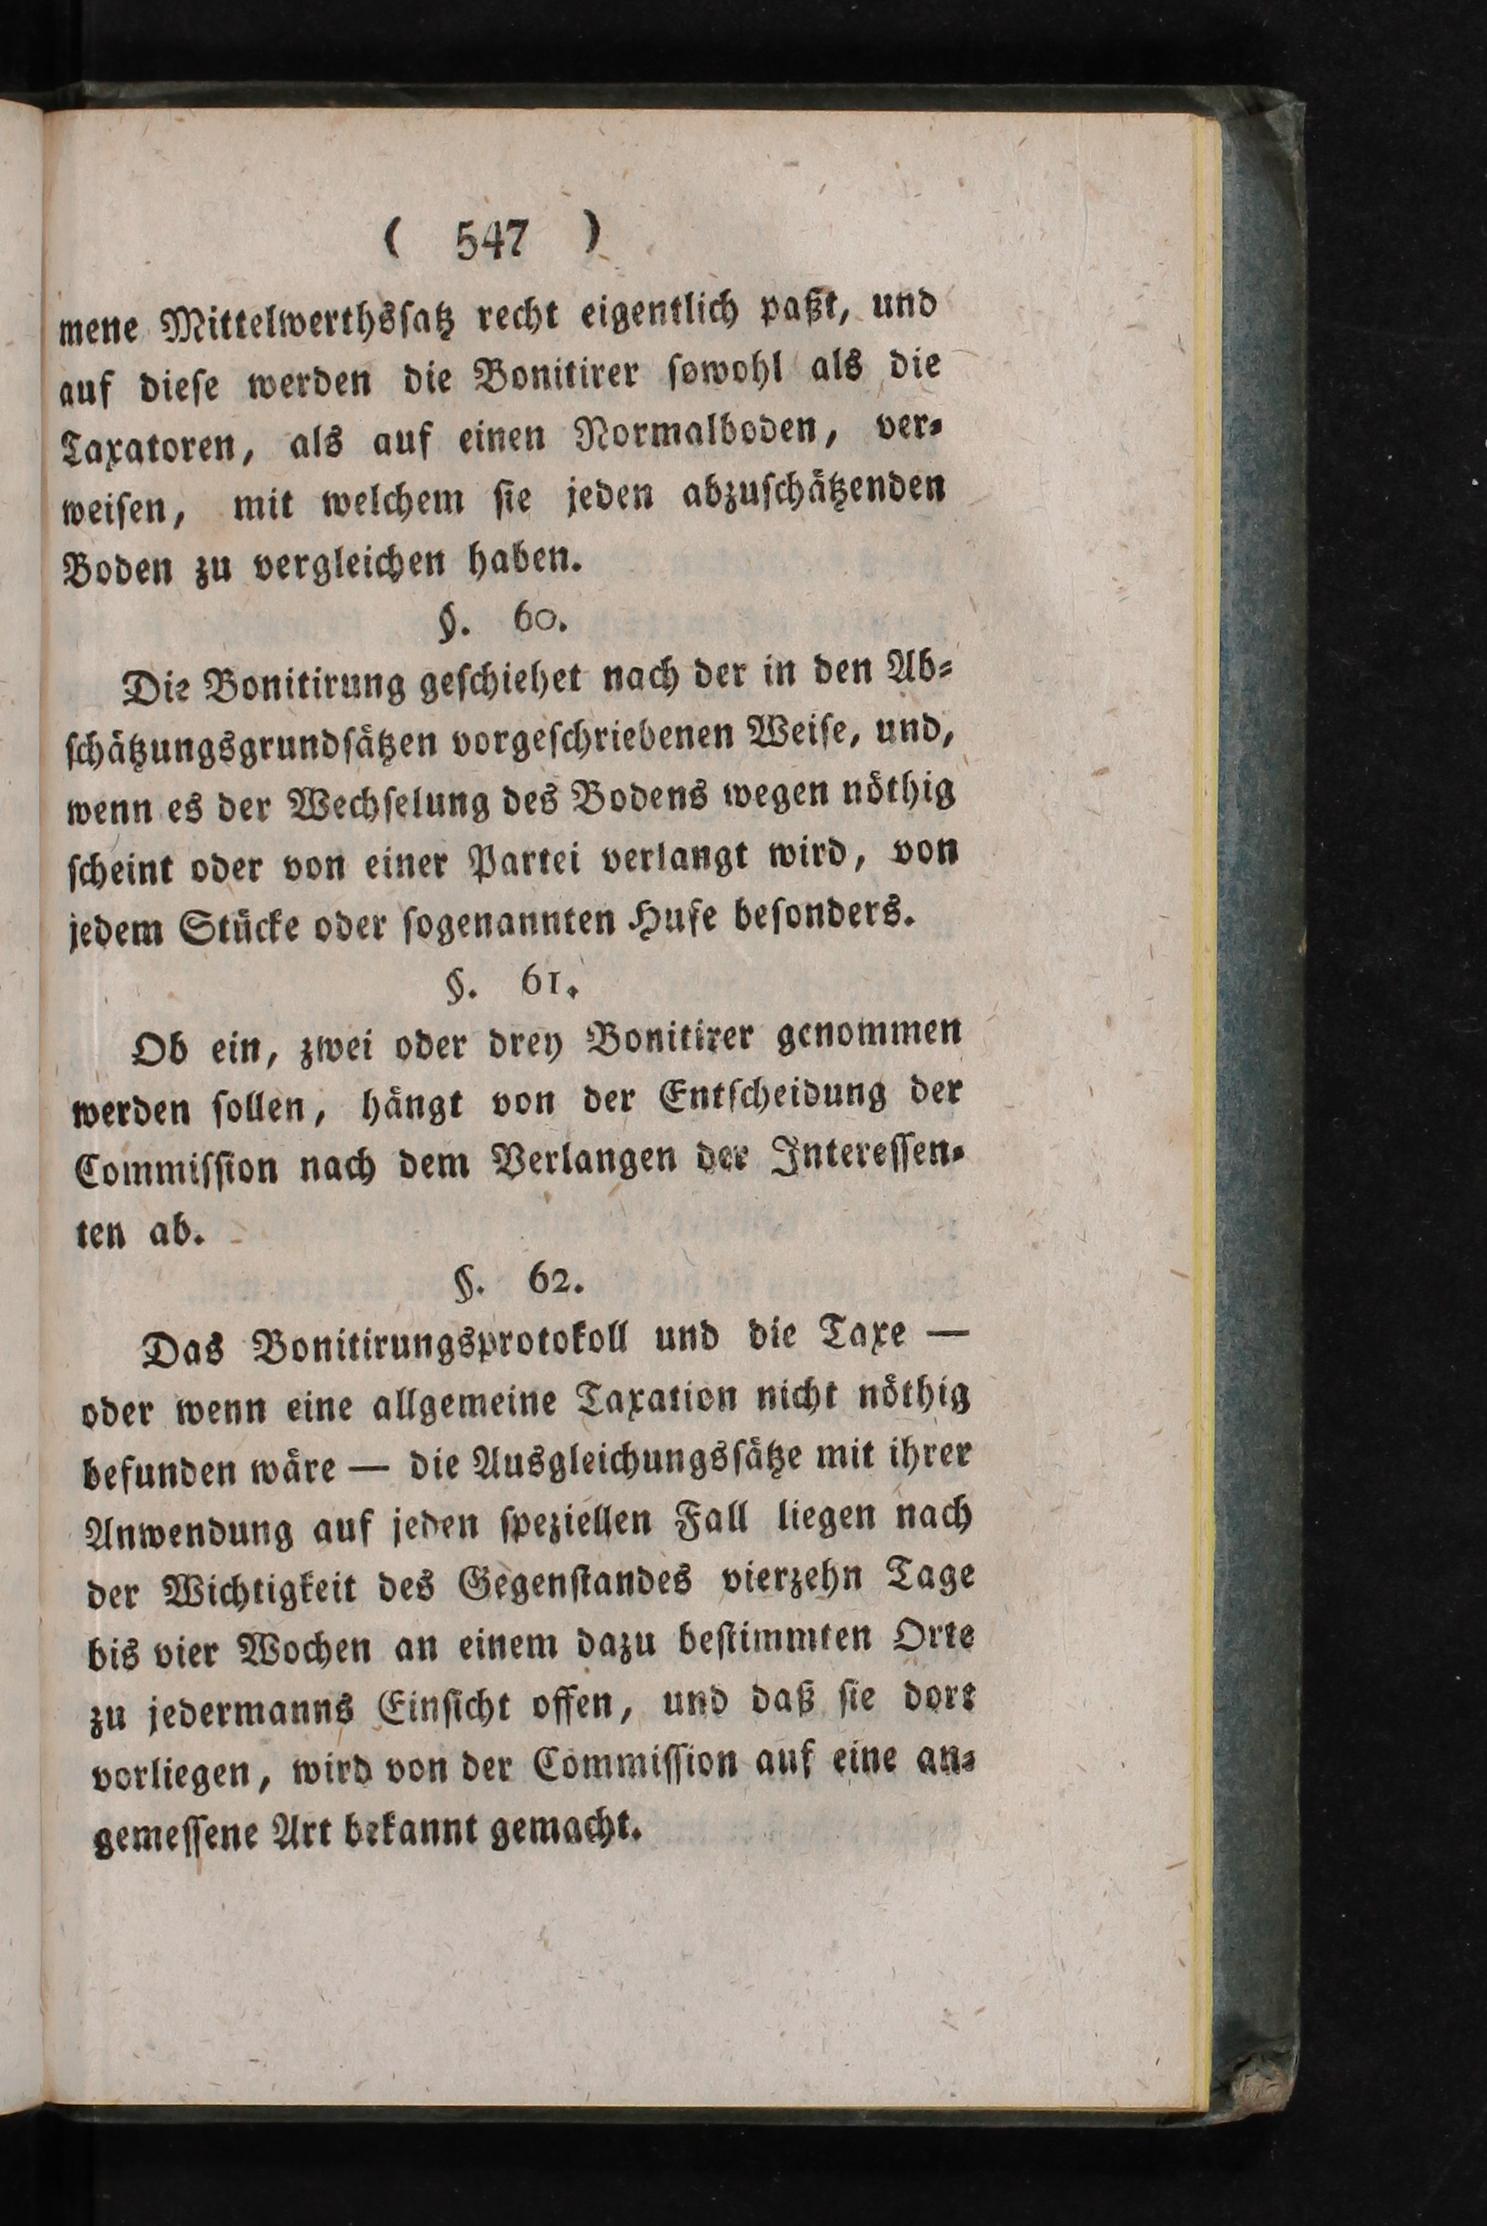 ( 547 )
mene Mittelwerthsſatz recht eigentlich paßt, und
auf dieſe werden die Bonitirer ſowohl als die
Taxatoren, als auf einen Normalboden, ver⸗
weiſen, mit welchem ſie jeden abzuſchätzenden
Boden zu vergleichen haben.
§. 60.
Die Bonitirung geſchiehet nach der in den Ab⸗
ſchätzungsgrundſätzen vorgeſchriebenen Weiſe, und,
wenn es der Wechſelung des Bodens wegen nöthig
ſcheint oder von einer Partei verlangt wird, von
jedem Stücke oder ſogenannten Hufe beſonders.
§. 61.
Ob ein, zwei oder drey Bonitirer genommen
werden ſollen, hängt von der Entſcheidung der
Commiſſion nach dem Verlangen der Intereſſen⸗
ten ab.
§. 62.
Das Bonitirungsprotokoll und die Taxe —
oder wenn eine allgemeine Taxation nicht nöthig
befunden wäre — die Ausgleichungsſätze mit ihrer
Anwendung auf jeden ſpeziellen Fall liegen nach
der Wichtigkeit des Gegenſtandes vierzehn Tage
bis vier Wochen an einem dazu beſtimmten Orte
zu jedermanns Einſicht offen, und daß ſie dort
vorliegen, wird von der Commiſſion auf eine an⸗
gemeſſene Art bekannt gemacht.